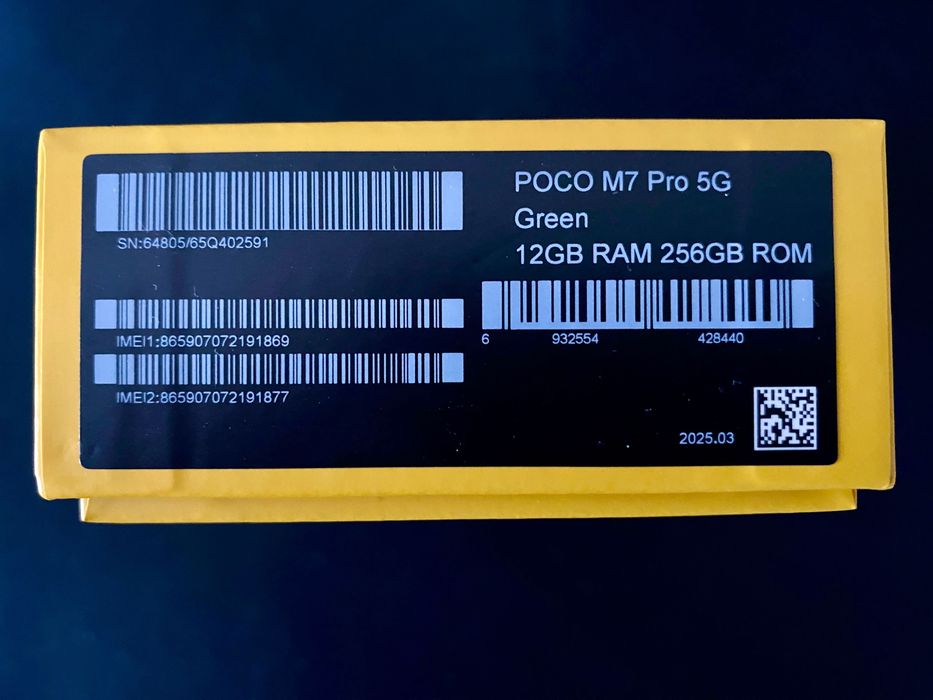 SN:64805/65Q402591
IMEI1:865907072191869
IMEI2:865907072191877
POCO M7 Pro 5G
Green
12GB RAM 256GB ROM
6 932554 428440
2025.03